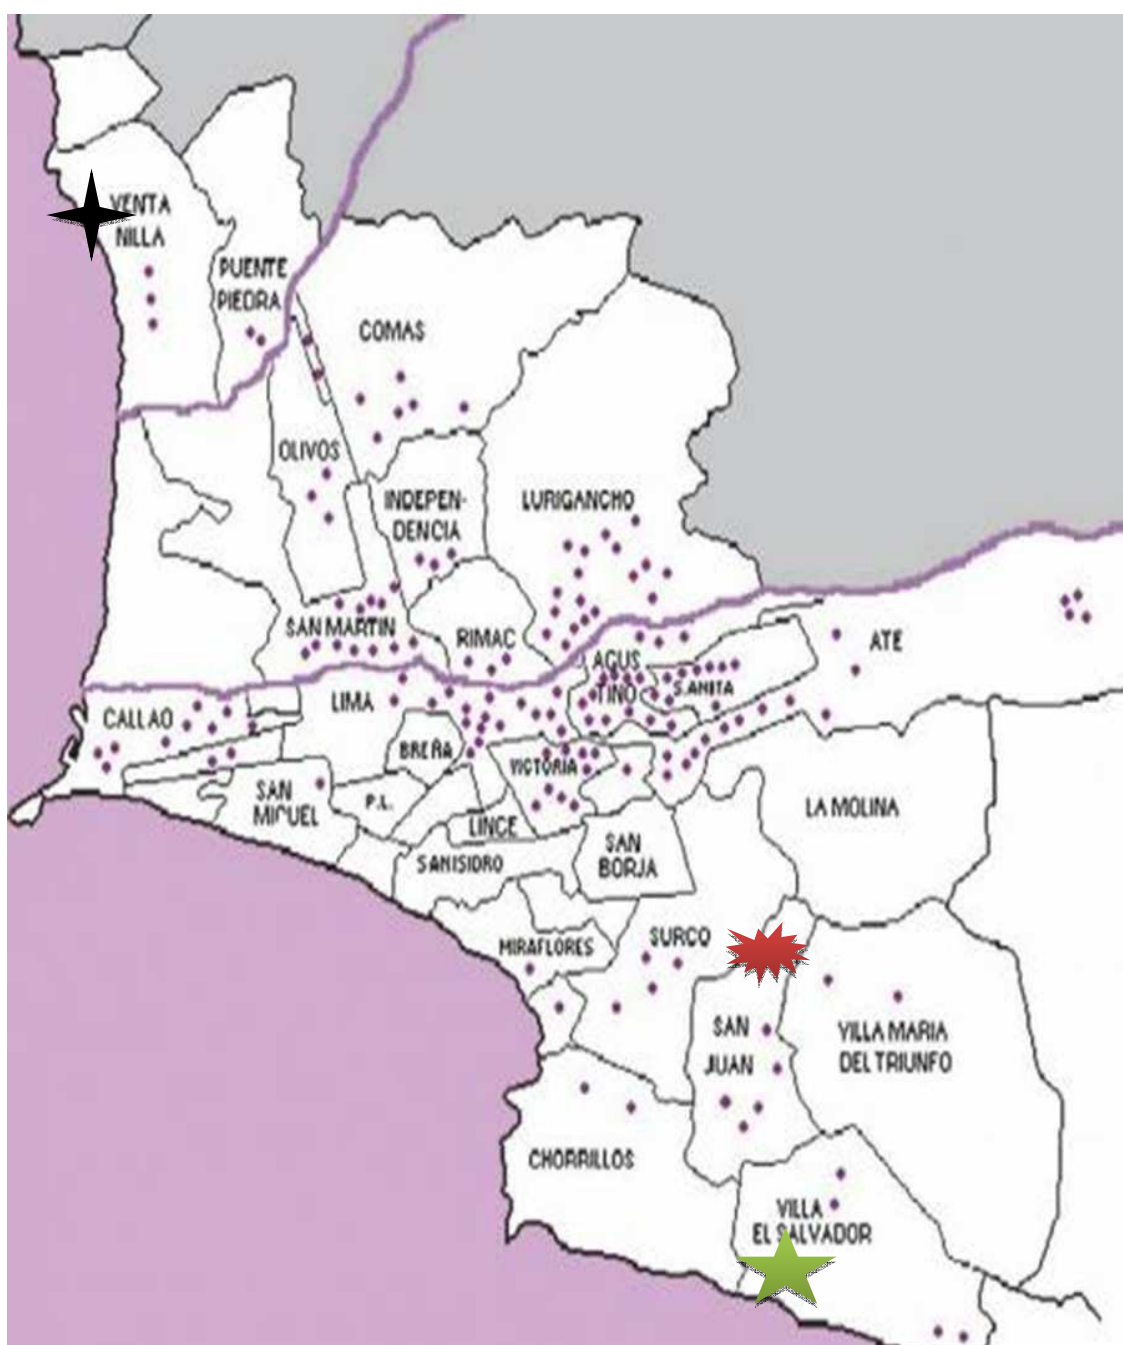 VENTA
NILLA
PUENTE
PIEDRA
COMAS
OLIVOS
INDEPEN-
DENCIA
LURIGANCHO
SAN MARTIN
RIMAC
AGUS
TINO
S.ANITA
ATE
CALLAO
LIMA
BREÑA
VICTORIA
SAN
MIGUEL
P.L.
LINCE
SAN ISIDRO
SAN
BORJA
LA MOLINA
MIRAFLORES
SURCO
SAN
JUAN
VILLA MARIA
DEL TRIUNFO
CHORRILLOS
VILLA
EL SALVADOR